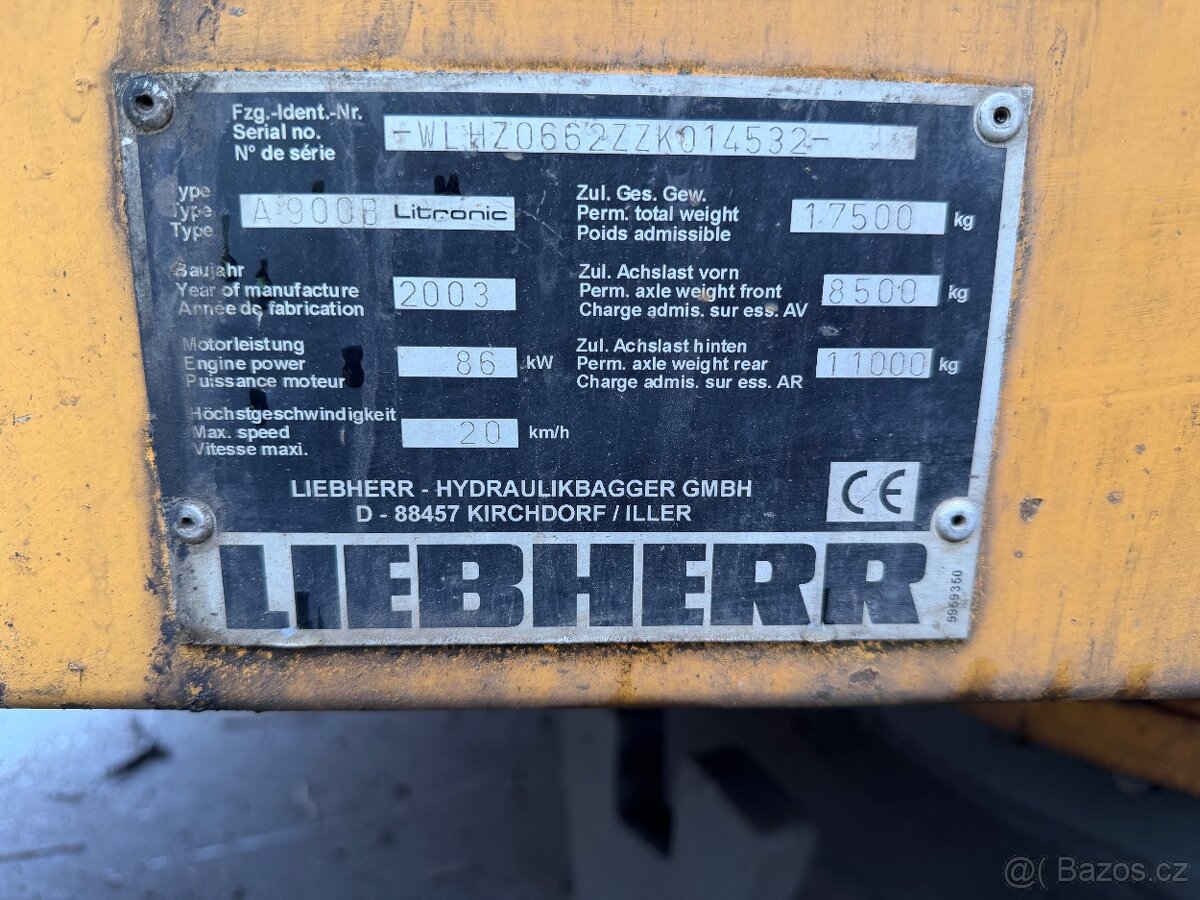 Fzg.-Ident.-Nr.
Serial no.
N° de série
-WLHZ0662ZZK014532-
Type
Type
Type
A 900B Litronic
Zul. Ges. Gew.
Perm. total weight
Poids admissible
17500 kg
Baujahr
Year of manufacture
Année de fabrication
2003
Zul. Achslast vorn
Perm. axle weight front
Charge admis. sur ess. AV
8500 kg
Motorleistung
Engine power
Puissance moteur
86 kW
Zul. Achslast hinten
Perm. axle weight rear
Charge admis. sur ess. AR
11000 kg
Höchstgeschwindigkeit
Max. speed
Vitesse maxi.
20 km/h
LIEBHERR - HYDRAULIKBAGGER GMBH
D - 88457 KIRCHDORF / ILLER
CE
LIEBHERR
9959350
@( Bazos.cz